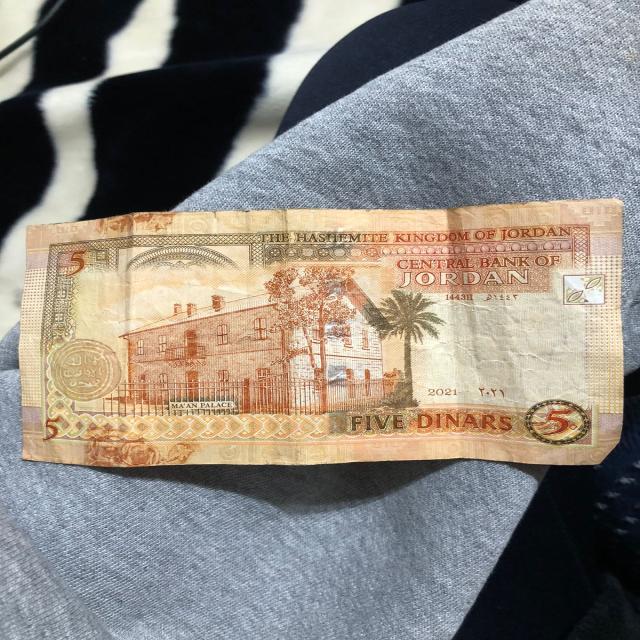 THE HASHEMITE KINGDOM OF JORDAN
5
CENTRAL BANK OF
JORDAN
1443H ١٤٤٣هـ
2021 ٢٠٢١
MA'AN PALACE
5
FIVE DINARS
5